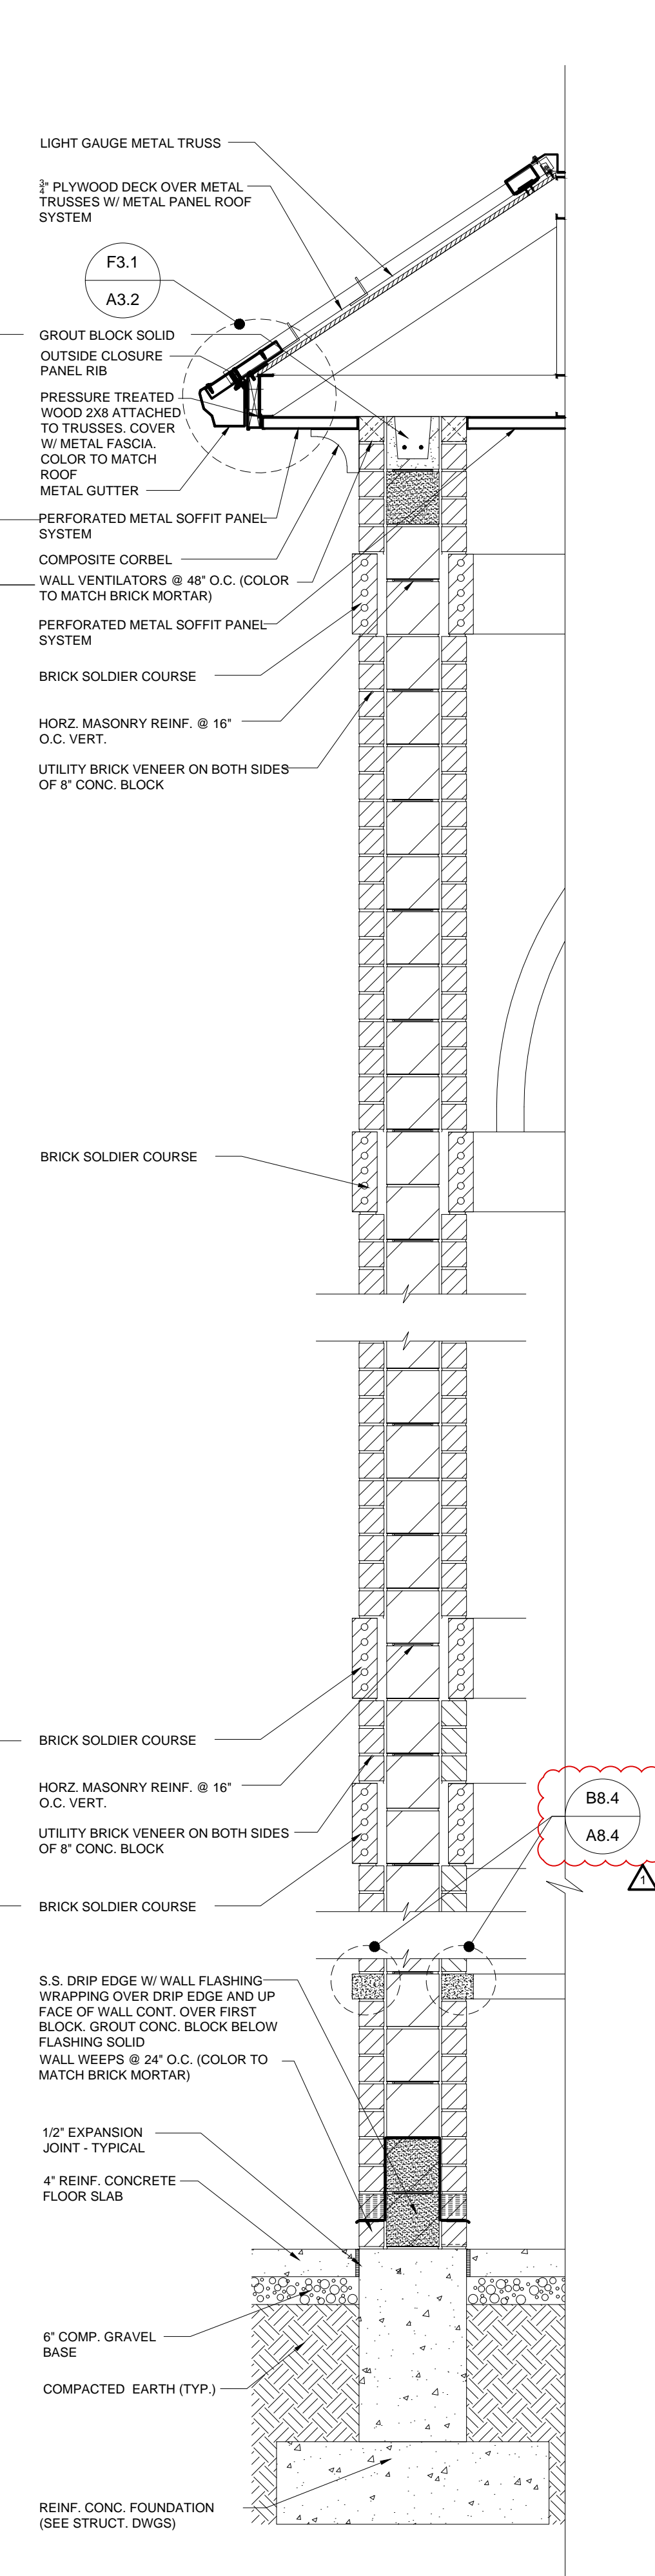 LIGHT GAUGE METAL TRUSS
3/4" PLYWOOD DECK OVER METAL
TRUSSES W/ METAL PANEL ROOF
SYSTEM
F3.1
A3.2
GROUT BLOCK SOLID
OUTSIDE CLOSURE
PANEL RIB
PRESSURE TREATED
WOOD 2X8 ATTACHED
TO TRUSSES. COVER
W/ METAL FASCIA.
COLOR TO MATCH
ROOF
METAL GUTTER
PERFORATED METAL SOFFIT PANEL
SYSTEM
COMPOSITE CORBEL
WALL VENTILATORS @ 48" O.C. (COLOR
TO MATCH BRICK MORTAR)
PERFORATED METAL SOFFIT PANEL
SYSTEM
BRICK SOLDIER COURSE
HORZ. MASONRY REINF. @ 16"
O.C. VERT.
UTILITY BRICK VENEER ON BOTH SIDES
OF 8" CONC. BLOCK
BRICK SOLDIER COURSE
BRICK SOLDIER COURSE
HORZ. MASONRY REINF. @ 16"
O.C. VERT.
UTILITY BRICK VENEER ON BOTH SIDES
OF 8" CONC. BLOCK
B8.4
A8.4
1
BRICK SOLDIER COURSE
S.S. DRIP EDGE W/ WALL FLASHING
WRAPPING OVER DRIP EDGE AND UP
FACE OF WALL CONT. OVER FIRST
BLOCK. GROUT CONC. BLOCK BELOW
FLASHING SOLID
WALL WEEPS @ 24" O.C. (COLOR TO
MATCH BRICK MORTAR)
1/2" EXPANSION
JOINT - TYPICAL
4" REINF. CONCRETE
FLOOR SLAB
6" COMP. GRAVEL
BASE
COMPACTED EARTH (TYP.)
REINF. CONC. FOUNDATION
(SEE STRUCT. DWGS)